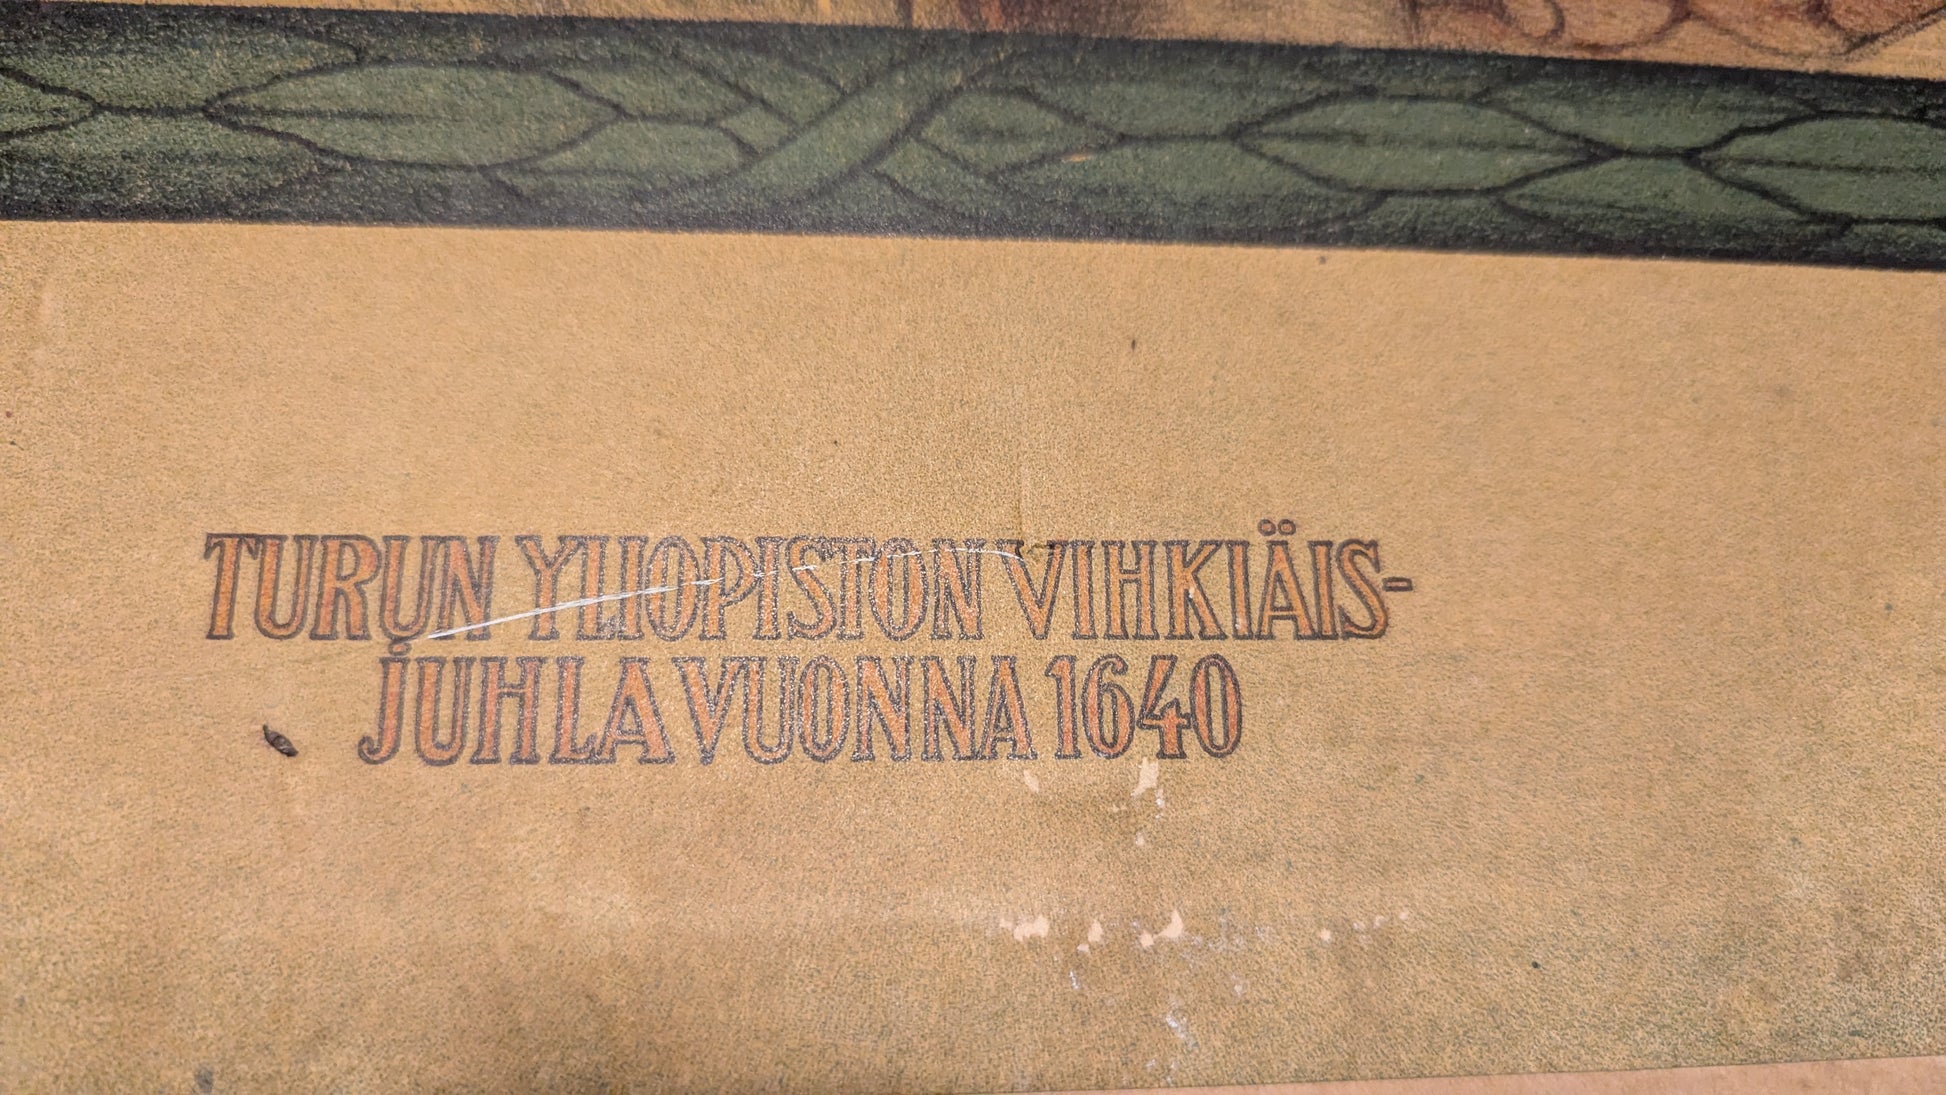 TURUN YLIOPISTON VIHKIÄIS-
JUHLA VUONNA 1640